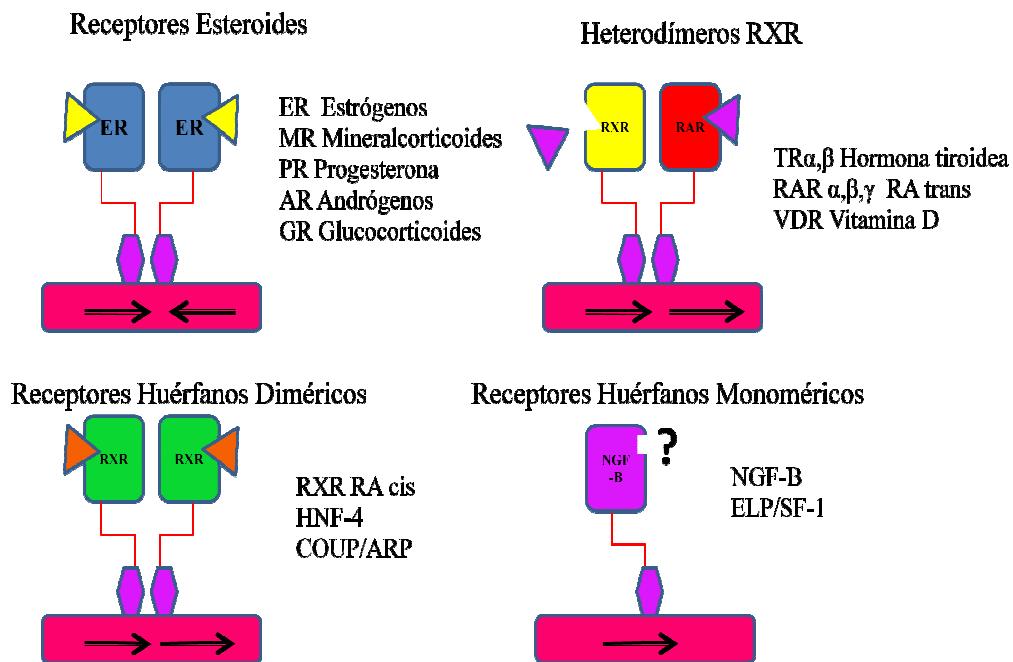 Receptores Esteroides
ER
ER
ER Estrógenos
MR Mineralcorticoides
PR Progesterona
AR Andrógenos
GR Glucocorticoides
Heterodímeros RXR
RXR
RAR
TRα,β Hormona tiroidea
RAR α,β,γ RA trans
VDR Vitamina D
Receptores Huérfanos Diméricos
RXR
RXR
RXR RA cis
HNF-4
COUP/ARP
Receptores Huérfanos Monoméricos
NGF
-B
?
NGF-B
ELP/SF-1